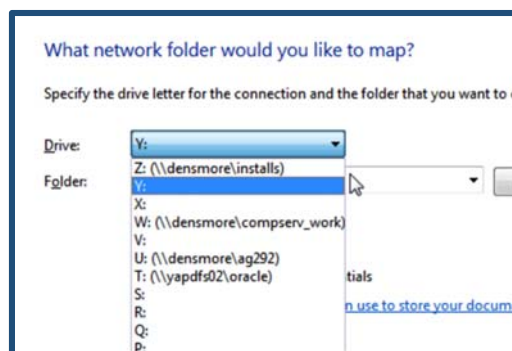 What network folder would you like to map?
Specify the drive letter for the connection and the folder that you want to
Drive:
Y:
Z: (\\densmore\installs)
Folder:
Y:
X:
W: (\\densmore\compserv_work)
V:
U: (\\densmore\ag292)
T: (\\yapdfs02\oracle)
tials
S:
R:
n use to store your docum
Q:
P: